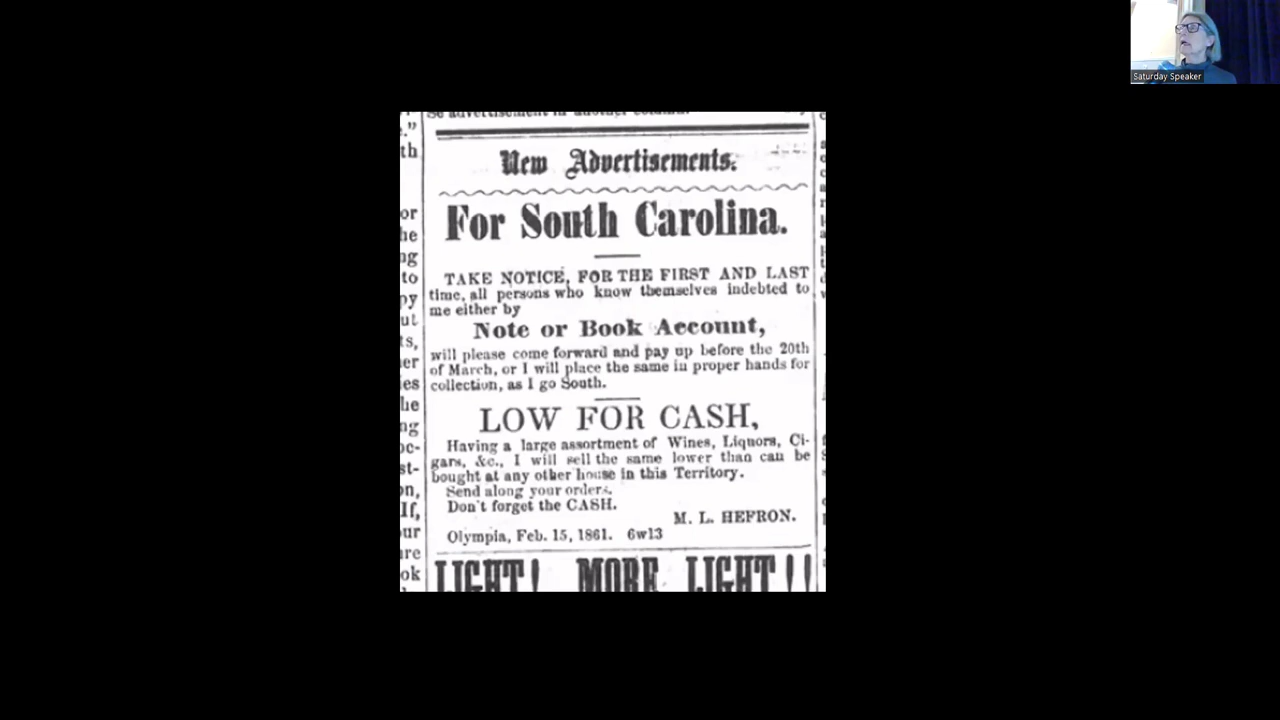 Saturday Speaker
New Advertisements.
For South Carolina.
TAKE NOTICE, FOR THE FIRST AND LAST
time, all persons who know themselves indebted to
me either by
Note or Book Account,
will please come forward and pay up before the 20th
of March, or I will place the same in proper hands for
collection, as I go South.
LOW FOR CASH,
Having a large assortment of Wines, Liquors, Ci-
gars, &c., I will sell the same lower than can be
bought at any other house in this Territory.
Send along your orders.
Don't forget the CASH.
M. L. HEFRON.
Olympia, Feb. 15, 1861. 6w13
LIGHT! MORE LIGHT!!